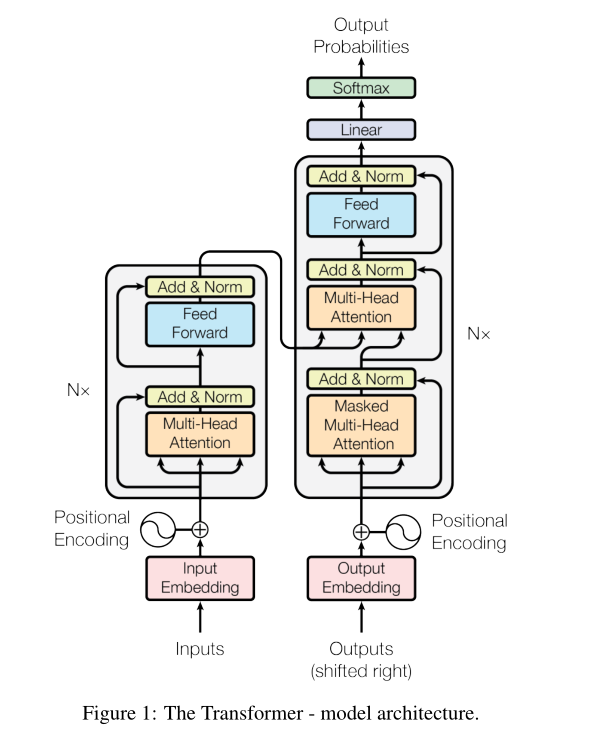 Output
Probabilities
Softmax
Linear
Add & Norm
Feed
Forward
Add & Norm
Multi-Head
Attention
Add & Norm
Masked
Multi-Head
Attention
Nx
Add & Norm
Feed
Forward
Add & Norm
Multi-Head
Attention
Nx
Positional
Encoding
Positional
Encoding
Input
Embedding
Output
Embedding
Inputs
Outputs
(shifted right)
Figure 1: The Transformer - model architecture.